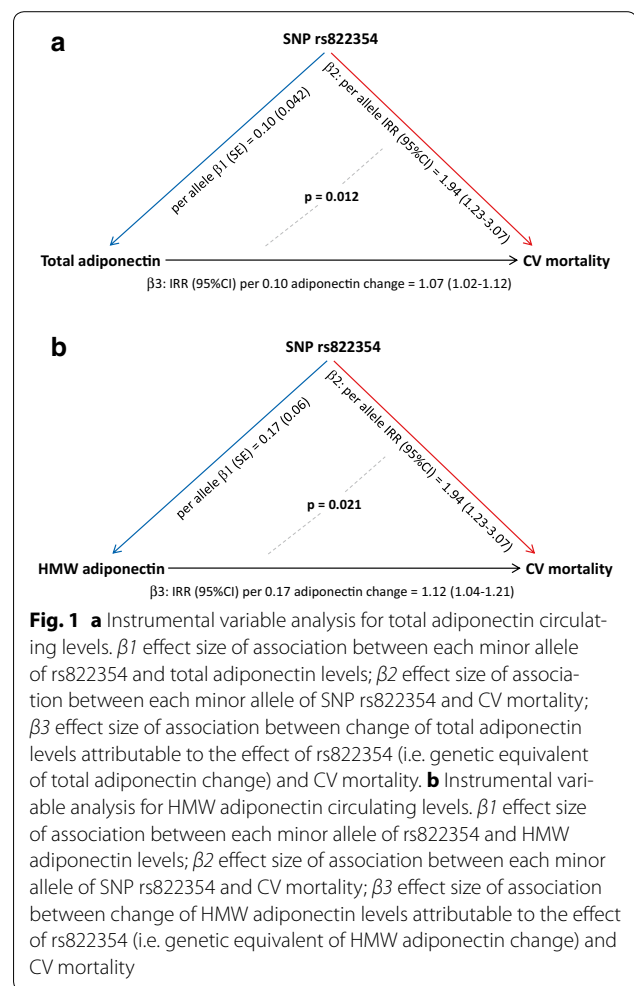 a
SNP rs822354
per allele β1 (SE) = 0.10 (0.042)
β2: per allele IRR (95%CI) = 1.94 (1.23-3.07)
p = 0.012
Total adiponectin
CV mortality
β3: IRR (95%CI) per 0.10 adiponectin change = 1.07 (1.02-1.12)
b
SNP rs822354
per allele β1 (SE) = 0.17 (0.06)
β2: per allele IRR (95%CI) = 1.94 (1.23-3.07)
p = 0.021
HMW adiponectin
CV mortality
β3: IRR (95%CI) per 0.17 adiponectin change = 1.12 (1.04-1.21)
Fig. 1 a Instrumental variable analysis for total adiponectin circulat-
ing levels. β1 effect size of association between each minor allele
of rs822354 and total adiponectin levels; β2 effect size of associa-
tion between each minor allele of SNP rs822354 and CV mortality;
β3 effect size of association between change of total adiponectin
levels attributable to the effect of rs822354 (i.e. genetic equivalent
of total adiponectin change) and CV mortality. b Instrumental vari-
able analysis for HMW adiponectin circulating levels. β1 effect size
of association between each minor allele of rs822354 and HMW
adiponectin levels; β2 effect size of association between each minor
allele of SNP rs822354 and CV mortality; β3 effect size of association
between change of HMW adiponectin levels attributable to the effect
of rs822354 (i.e. genetic equivalent of HMW adiponectin change) and
CV mortality